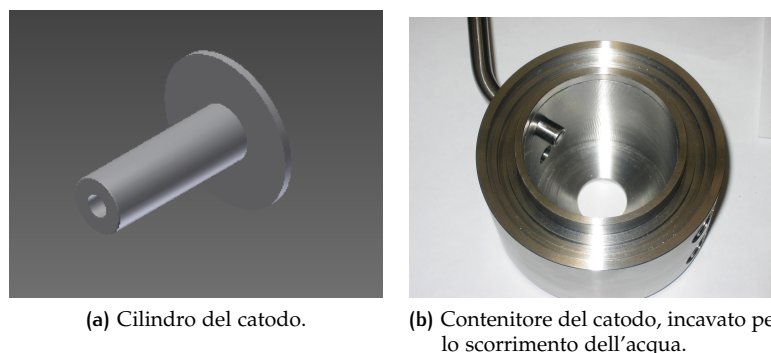 (a) Cilindro del catodo.
(b) Contenitore del catodo, incavato pe
lo scorrimento dell'acqua.